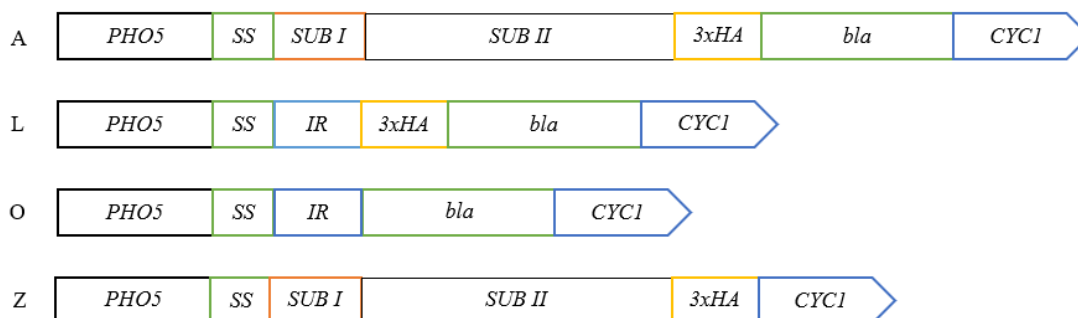 A PHO5 SS SUB I SUB II 3xHA bla CYC1
L PHO5 SS IR 3xHA bla CYC1
O PHO5 SS IR bla CYC1
Z PHO5 SS SUB I SUB II 3xHA CYC1